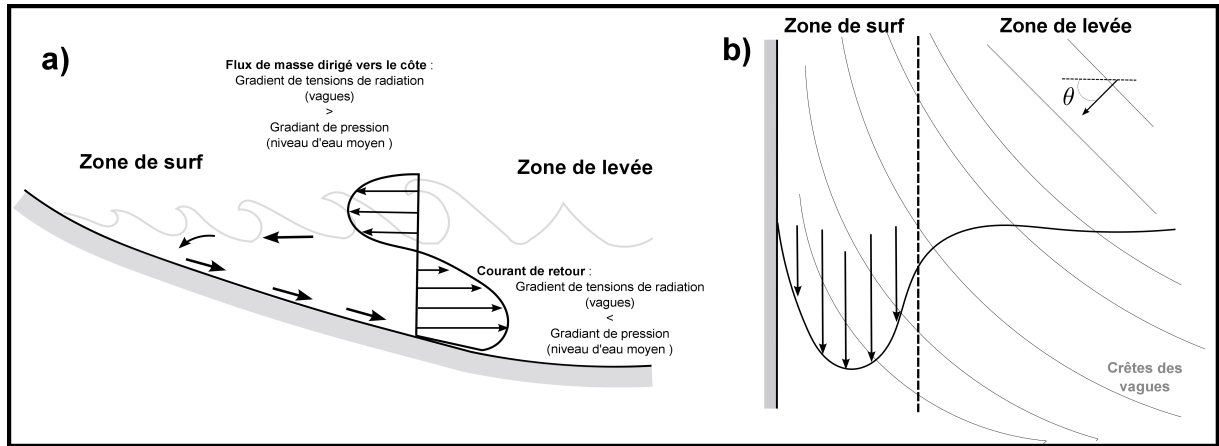 a)
Flux de masse dirigé vers le côte :
Gradient de tensions de radiation
(vagues)
>
Gradiant de pression
(niveau d'eau moyen )
Zone de surf
Zone de levée
Courant de retour :
Gradient de tensions de radiation
(vagues)
<
Gradiant de pression
(niveau d'eau moyen )
b)
Zone de surf
Zone de levée
θ
Crêtes des
vagues